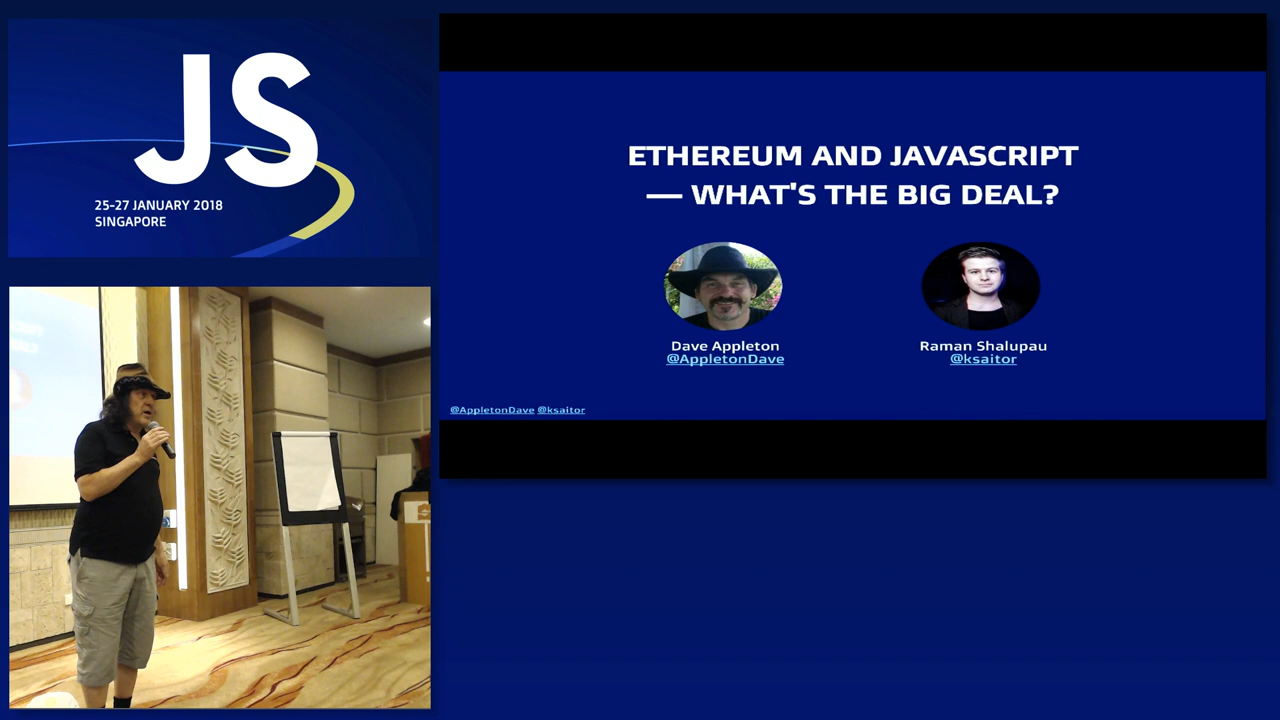 JS
25-27 JANUARY 2018
SINGAPORE
ETHEREUM AND JAVASCRIPT
— WHAT'S THE BIG DEAL?
Dave Appleton
@AppletonDave
Raman Shalupau
@ksaitor
@AppletonDave @ksaitor